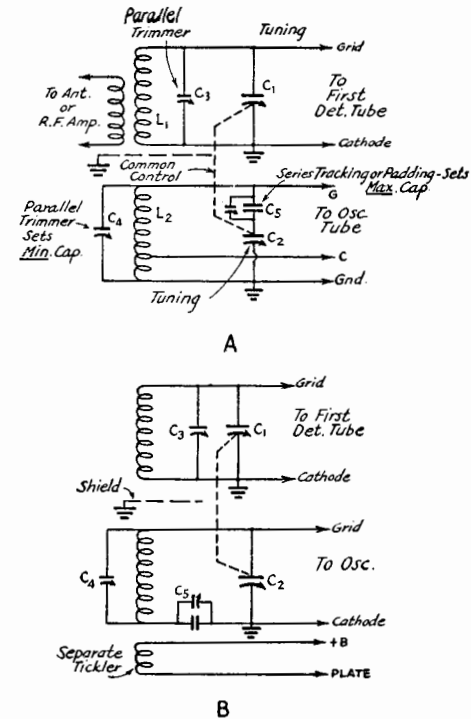 Parallel
Trimmer
Tuning
Grid
C3
C1
To
First
Det. Tube
To Ant.
or
R.F. Amp.
L1
Cathode
Common
Control
Series Tracking or Padding - Sets
Max. Cap.
G
Parallel
Trimmer
Sets
Min. Cap.
C4
L2
C5
To Osc
Tube
C2
C
Tuning
Gnd.
A
Grid
C3
C1
To First
Det. Tube
Cathode
Shield
Grid
C4
C2
To Osc.
C5
Cathode
+B
Separate
Tickler
PLATE
B